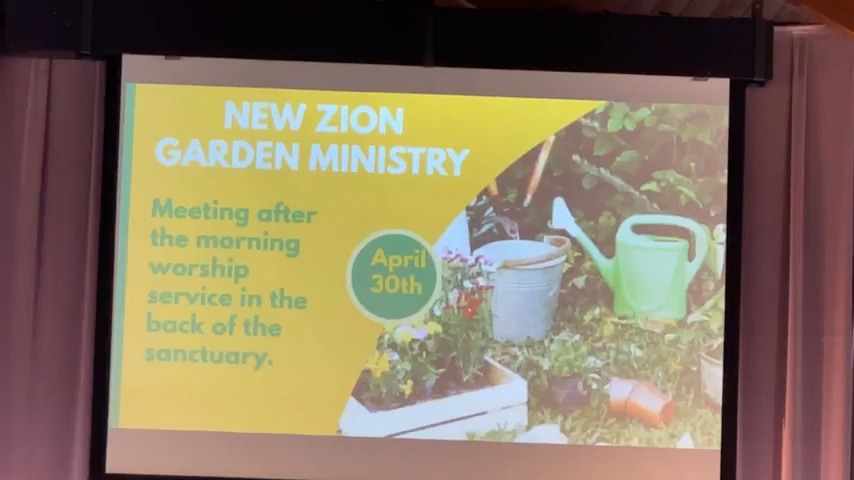 NEW ZION
GARDEN MINISTRY
Meeting after
the morning
worship
service in the
back of the
sanctuary.
April
30th